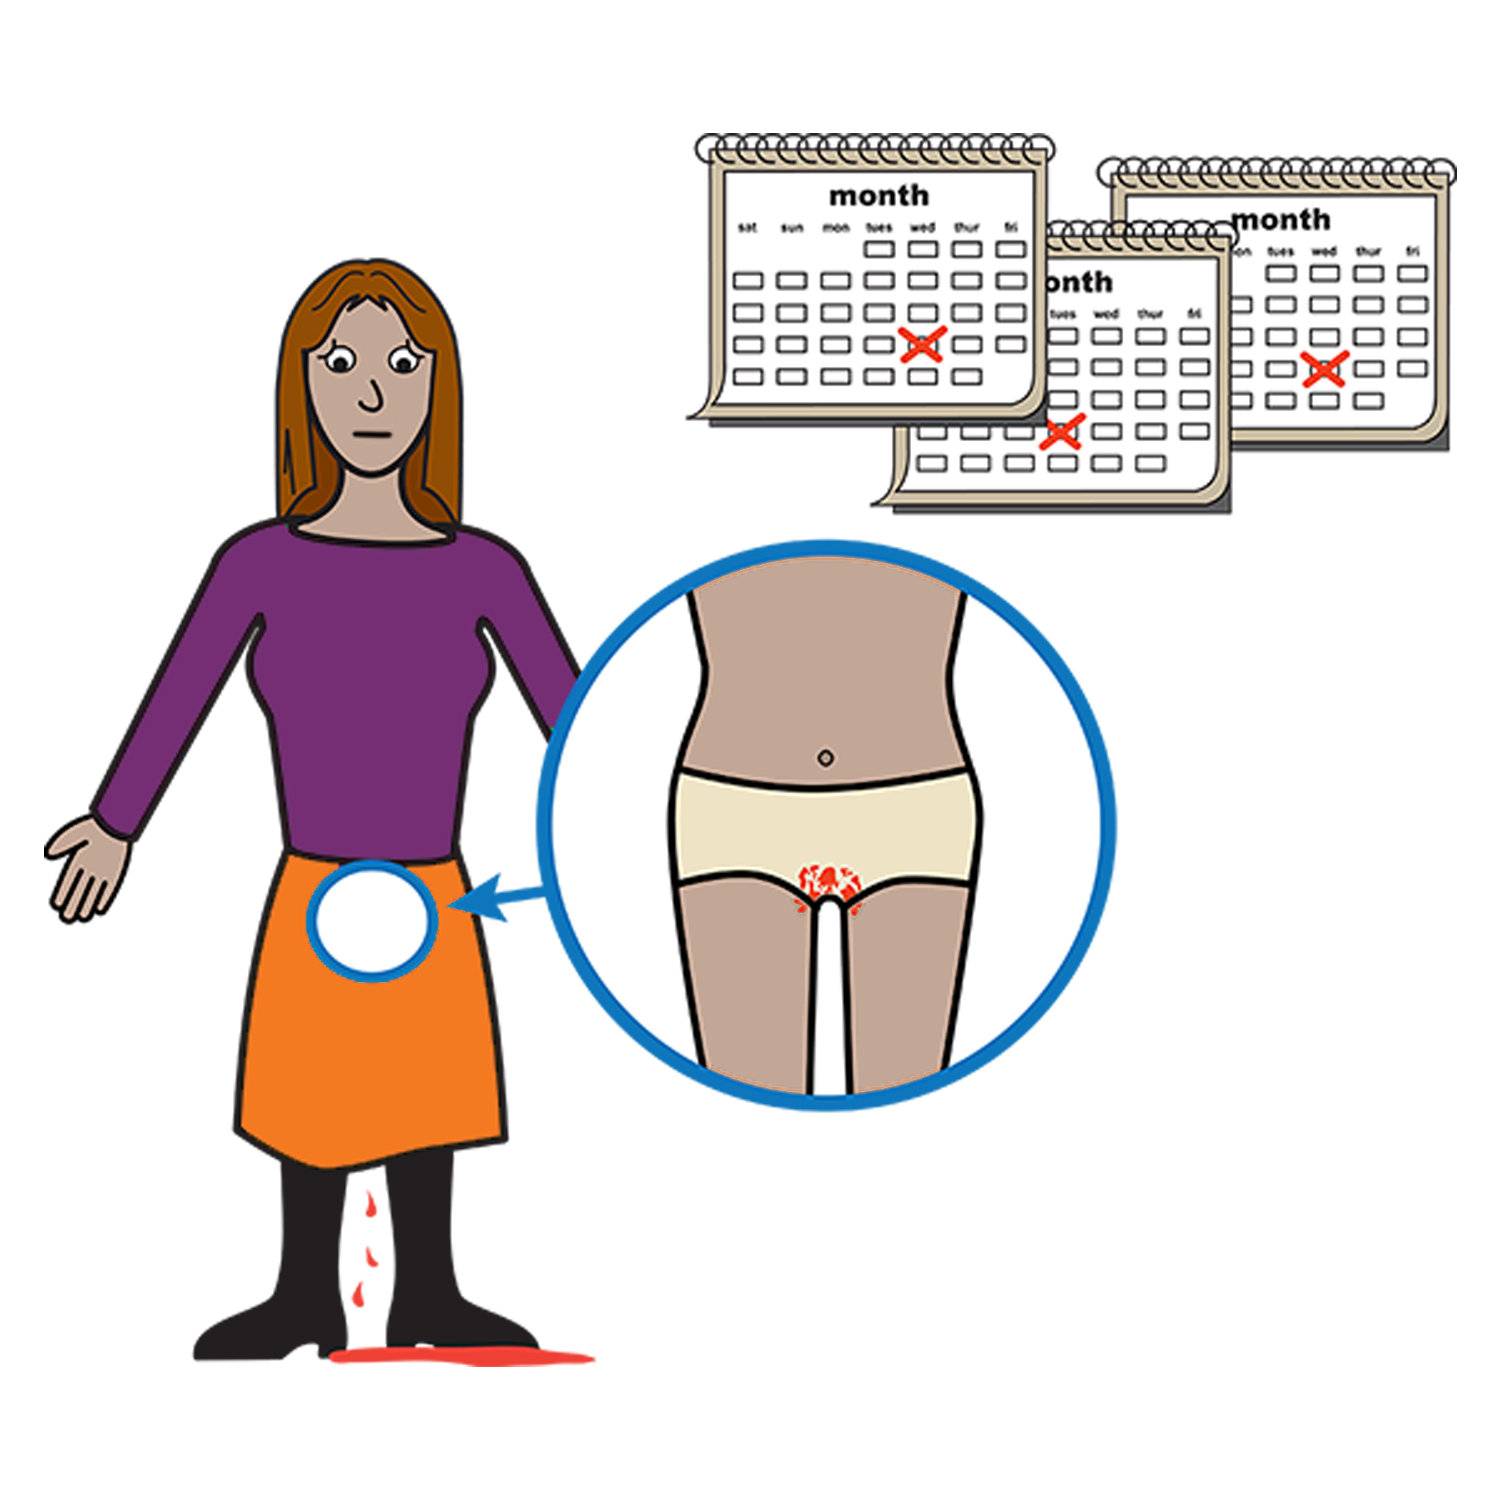 month
sat sun mon tues wed thur fri
month
on tues wed thur fri
onth
tues wed thur fri